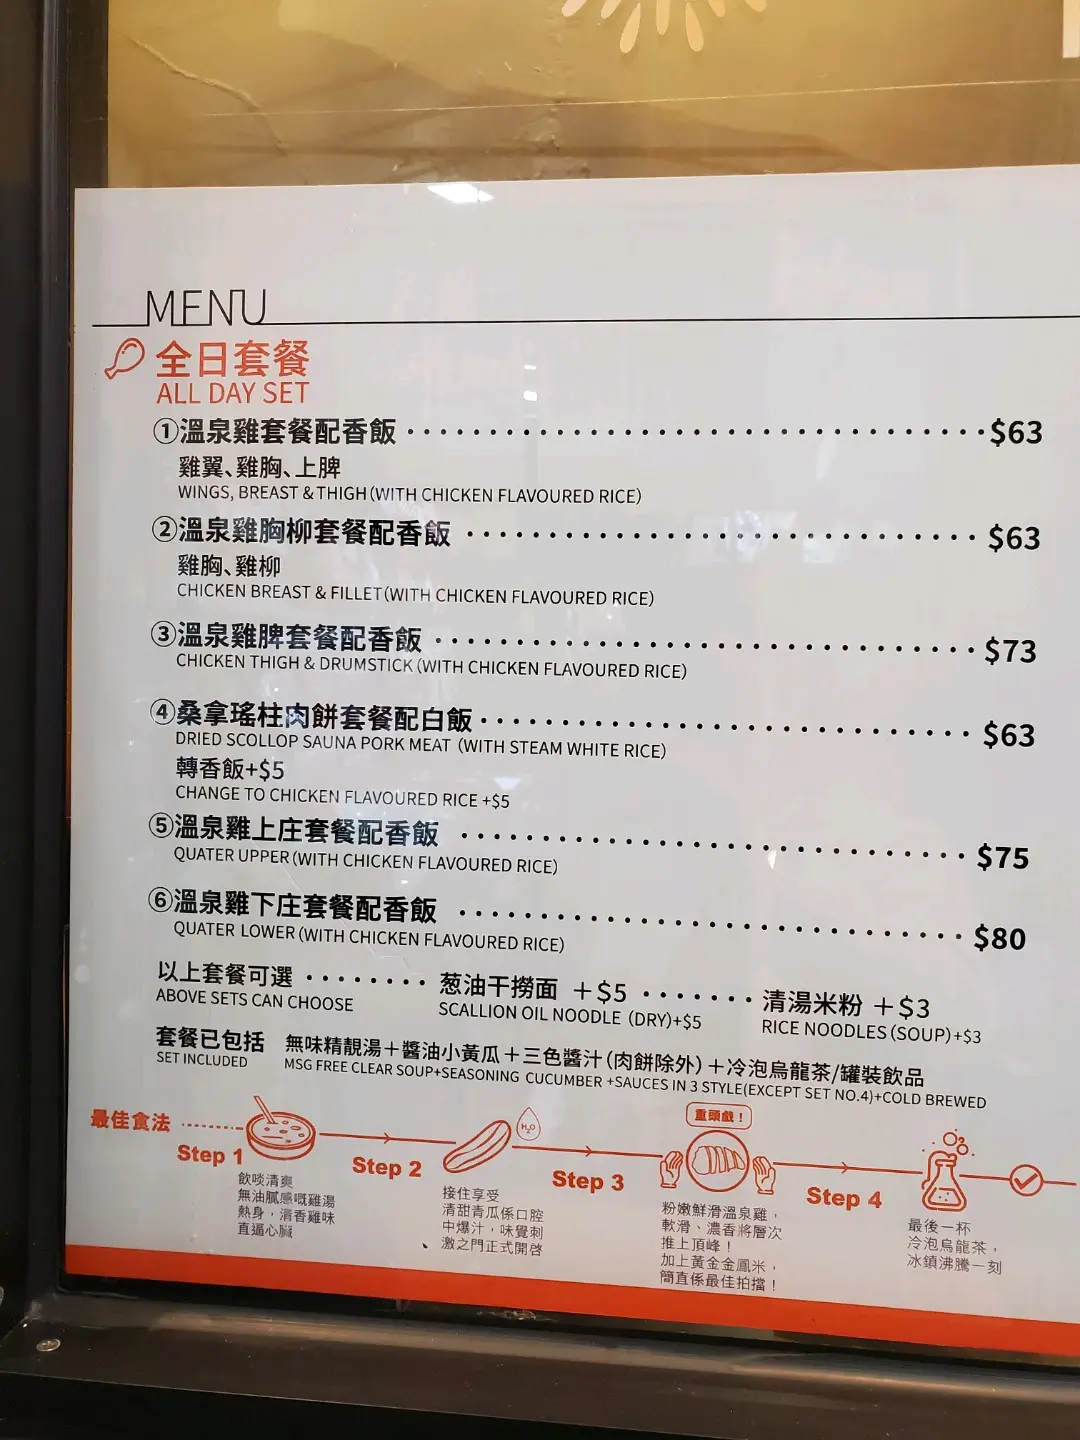 MENU
全日套餐
ALL DAY SET
①溫泉雞套餐配香飯 $63
雞翼、雞胸、上脾
WINGS, BREAST & THIGH (WITH CHICKEN FLAVOURED RICE)
②溫泉雞胸柳套餐配香飯 $63
雞胸、雞柳
CHICKEN BREAST & FILLET (WITH CHICKEN FLAVOURED RICE)
③溫泉雞脾套餐配香飯 $73
CHICKEN THIGH & DRUMSTICK (WITH CHICKEN FLAVOURED RICE)
④桑拿瑤柱肉餅套餐配白飯 $63
DRIED SCOLLOP SAUNA PORK MEAT (WITH STEAM WHITE RICE)
轉香飯+$5
CHANGE TO CHICKEN FLAVOURED RICE +$5
⑤溫泉雞上庄套餐配香飯 $75
QUATER UPPER (WITH CHICKEN FLAVOURED RICE)
⑥溫泉雞下庄套餐配香飯 $80
QUATER LOWER (WITH CHICKEN FLAVOURED RICE)
以上套餐可選 葱油干撈面 +$5 清湯米粉 +$3
ABOVE SETS CAN CHOOSE SCALLION OIL NOODLE (DRY)+$5 RICE NOODLES (SOUP)+$3
套餐已包括 無味精靚湯+醬油小黃瓜+三色醬汁(肉餅除外)+冷泡烏龍茶/罐裝飲品
SET INCLUDED MSG FREE CLEAR SOUP+SEASONING CUCUMBER +SAUCES IN 3 STYLE(EXCEPT SET NO.4)+COLD BREWED
最佳食法
Step 1
飲啖清爽
無油膩感嘅雞湯
熱身，清香雞味
直逼心臟
H₂O
Step 2
接住享受
清甜青瓜係口腔
中爆汁，味覺刺
激之門正式開啓
重頭戲！
Step 3
粉嫩鮮滑溫泉雞，
軟滑、濃香將層次
推上頂峰！
加上黃金金鳳米，
簡直係最佳拍擋！
Step 4
最後一杯
冷泡烏龍茶，
冰鎮沸騰一刻